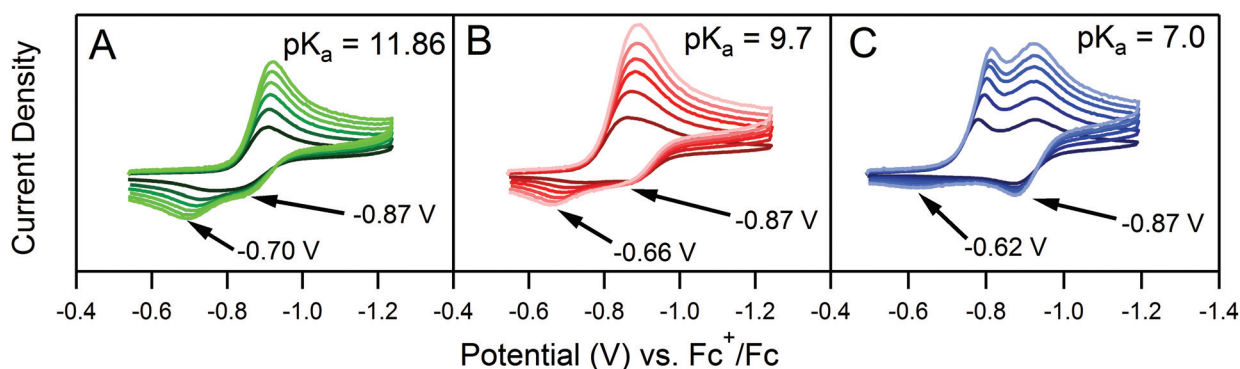 A
pKa = 11.86
B
pKa = 9.7
C
pKa = 7.0
Current Density
-0.87 V
-0.70 V
-0.87 V
-0.66 V
-0.87 V
-0.62 V
-0.4 -0.6 -0.8 -1.0 -1.2 -0.4 -0.6 -0.8 -1.0 -1.2 -0.4 -0.6 -0.8 -1.0 -1.2 -1.4
Potential (V) vs. Fc+/Fc